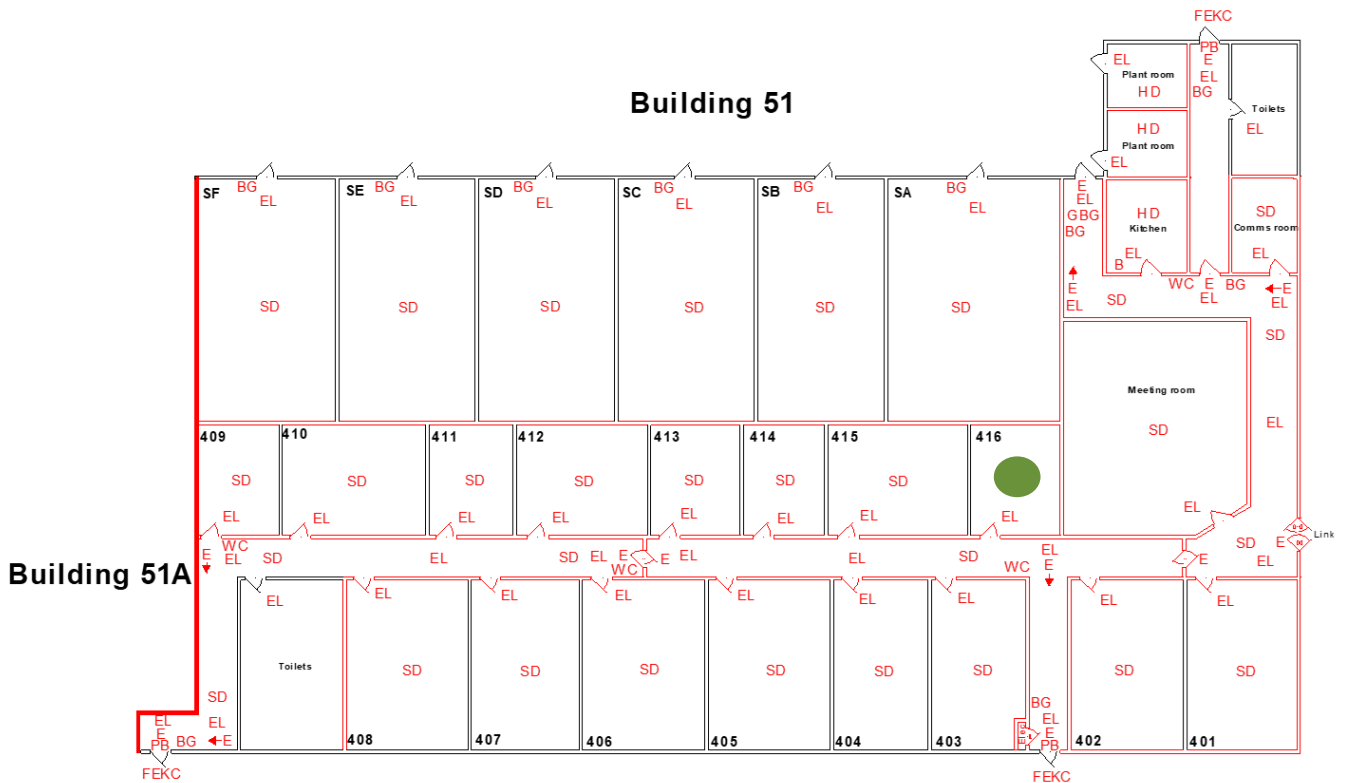 FEKC
PB
EL E
Plant room EL
HD BG
Building 51 Toilets
HD EL
Plant room
EL
SF BG SE BG SD BG SC BG SB BG SA BG E
EL EL EL EL EL EL EL
HD SD
G BG
BG Kitchen Comms room
EL EL
B
WC E BG E
E EL EL
EL SD
SD SD SD SD SD SD
SD
Meeting room
EL
SD
409 410 411 412 413 414 415 416
SD SD SD SD SD SD SD
EL EL EL EL EL EL EL EL EL
Link
E WC SD EL SD EL E EL SD EL SD E
EL E E E
Building 51A WC WC EL
EL EL EL EL EL EL EL EL EL
Toilets SD SD SD SD SD SD SD SD
SD
BG
EL EL EL
E E
PB BG E 408 407 406 405 404 403 PB 402 401
FEKC FEKC